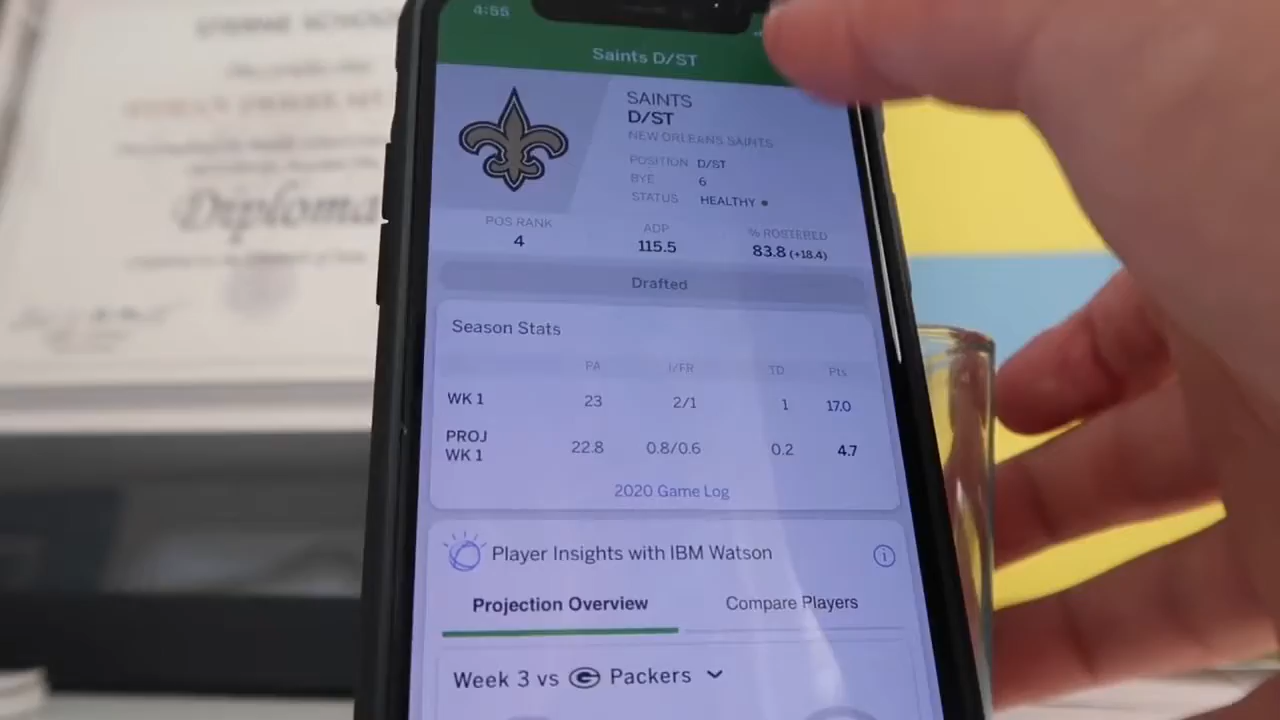 Diploma
4:55
Saints D/ST
SAINTS
D/ST
NEW ORLEANS SAINTS
POSITION D/ST
BYE 6
STATUS HEALTHY
POS RANK ADP % ROSTERED
4 115.5 83.8 (+18.4)
Drafted
Season Stats
PA I/FR TD Pts
WK 1 23 2/1 1 17.0
PROJ
WK 1 22.8 0.8/0.6 0.2 4.7
2020 Game Log
Player Insights with IBM Watson i
Projection Overview Compare Players
Week 3 vs G Packers